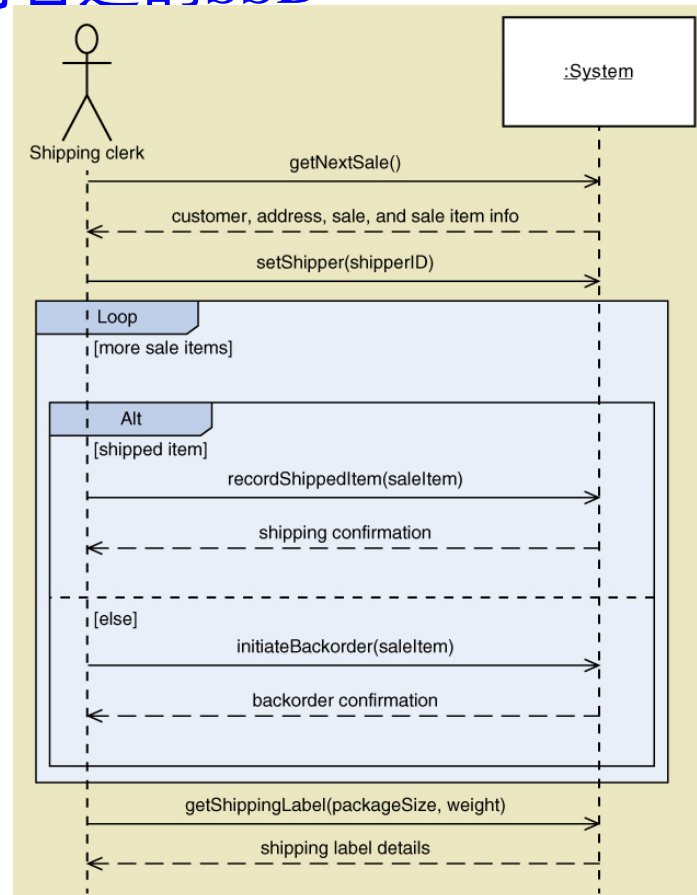 :System
Shipping clerk
getNextSale()
customer, address, sale, and sale item info
setShipper(shipperID)
Loop
[more sale items]
Alt
[shipped item]
recordShippedItem(saleItem)
shipping confirmation
[else]
initiateBackorder(saleItem)
backorder confirmation
getShippingLabel(packageSize, weight)
shipping label details